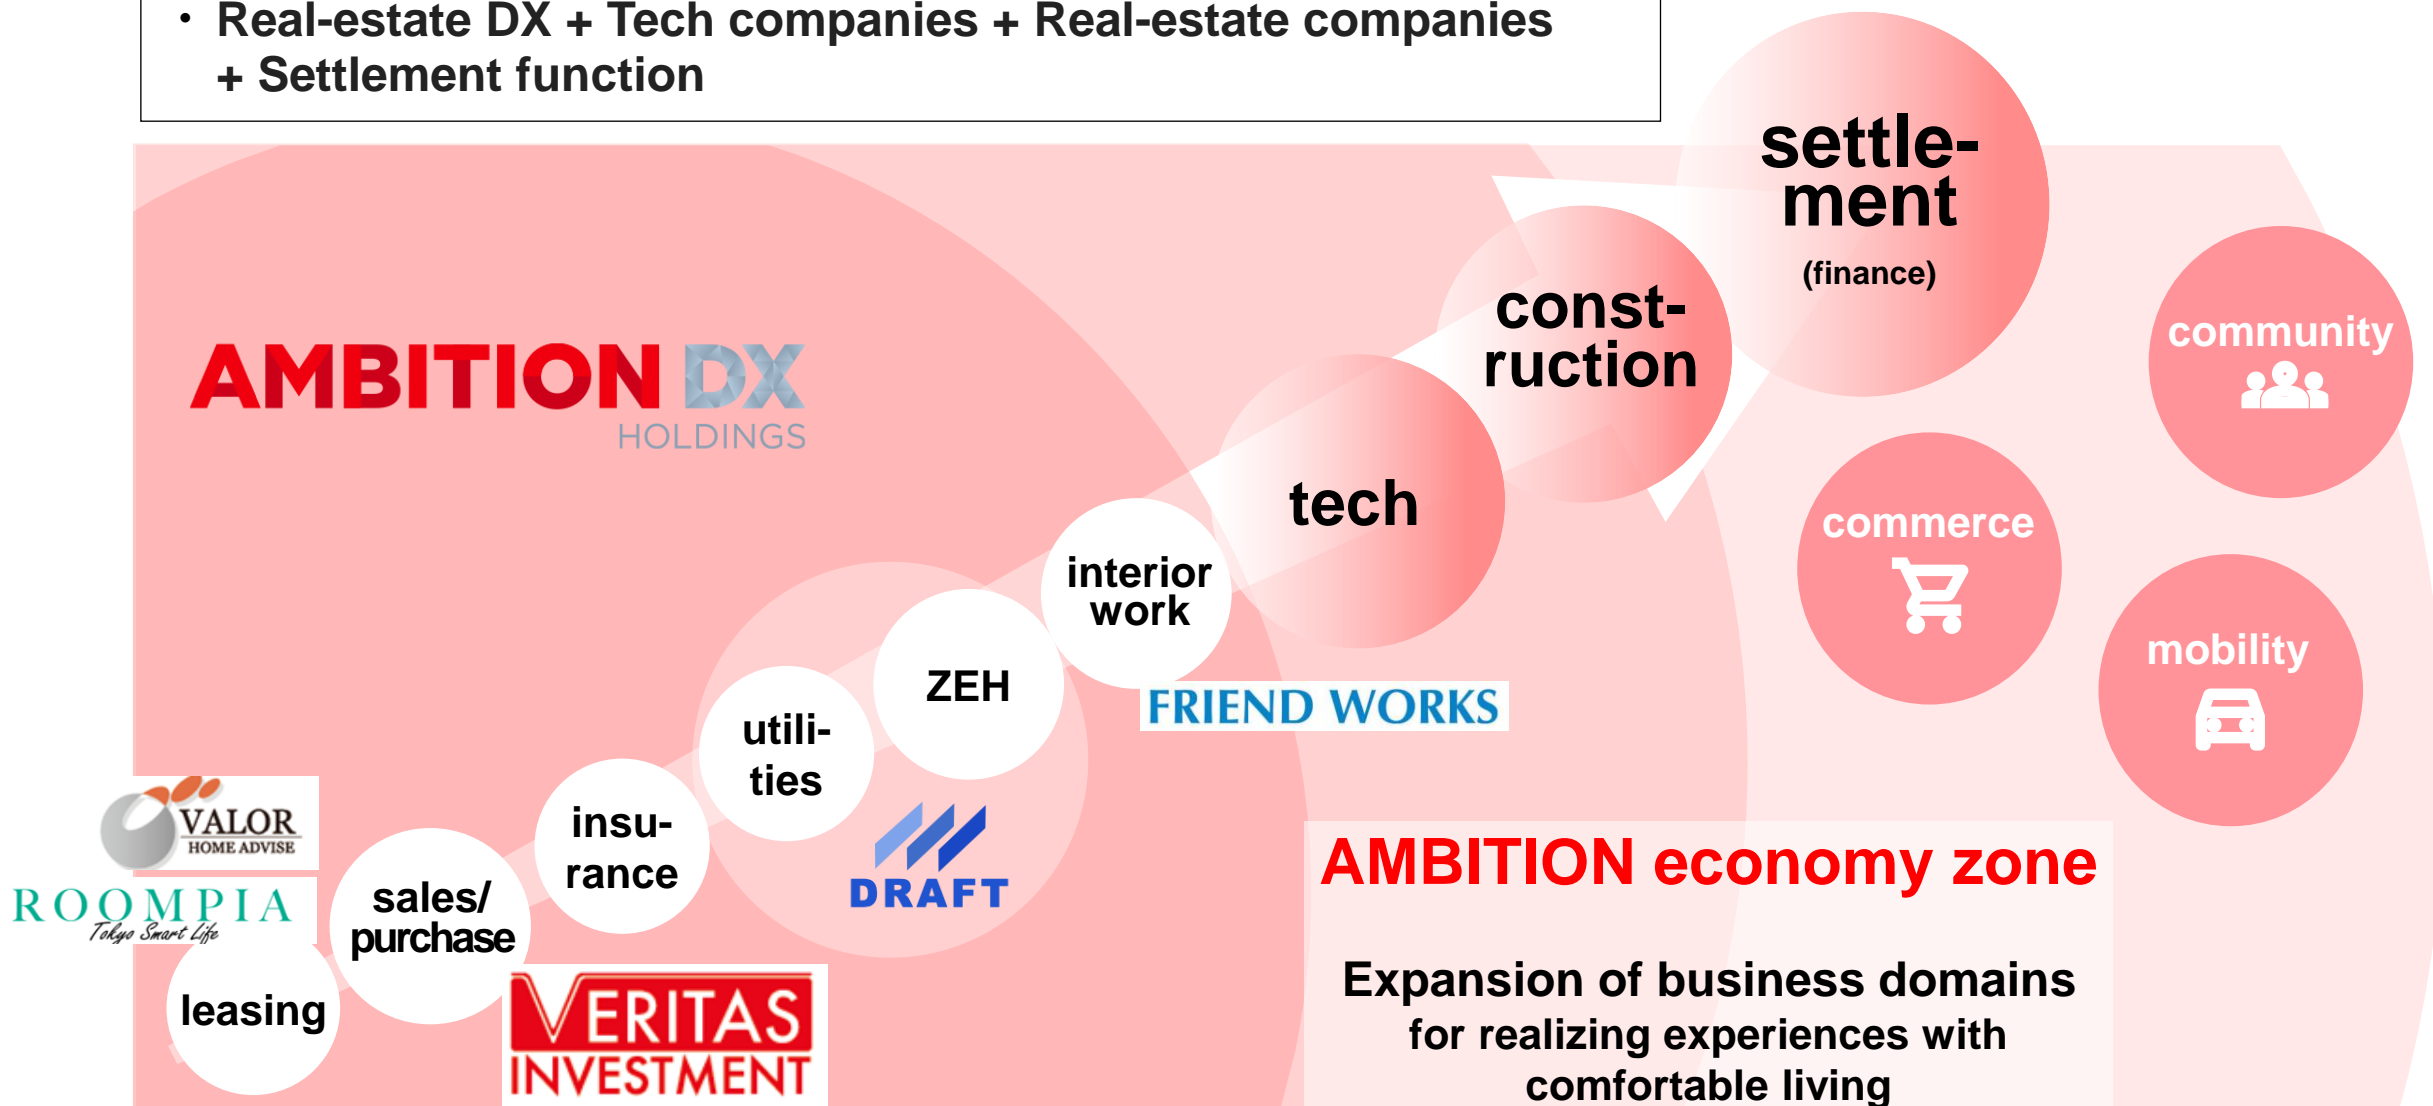 ・ Real-estate DX + Tech companies + Real-estate companies
+ Settlement function
settle-
ment
(finance)
const-
ruction
community
AMBITION DX
HOLDINGS
tech
commerce
interior
work
mobility
ZEH
FRIEND WORKS
utili-
ties
insu-
rance
DRAFT
VALOR
HOME ADVISE
ROOMPIA
Tokyo Smart Life
sales/
purchase
leasing
VERITAS
INVESTMENT
AMBITION economy zone
Expansion of business domains
for realizing experiences with
comfortable living